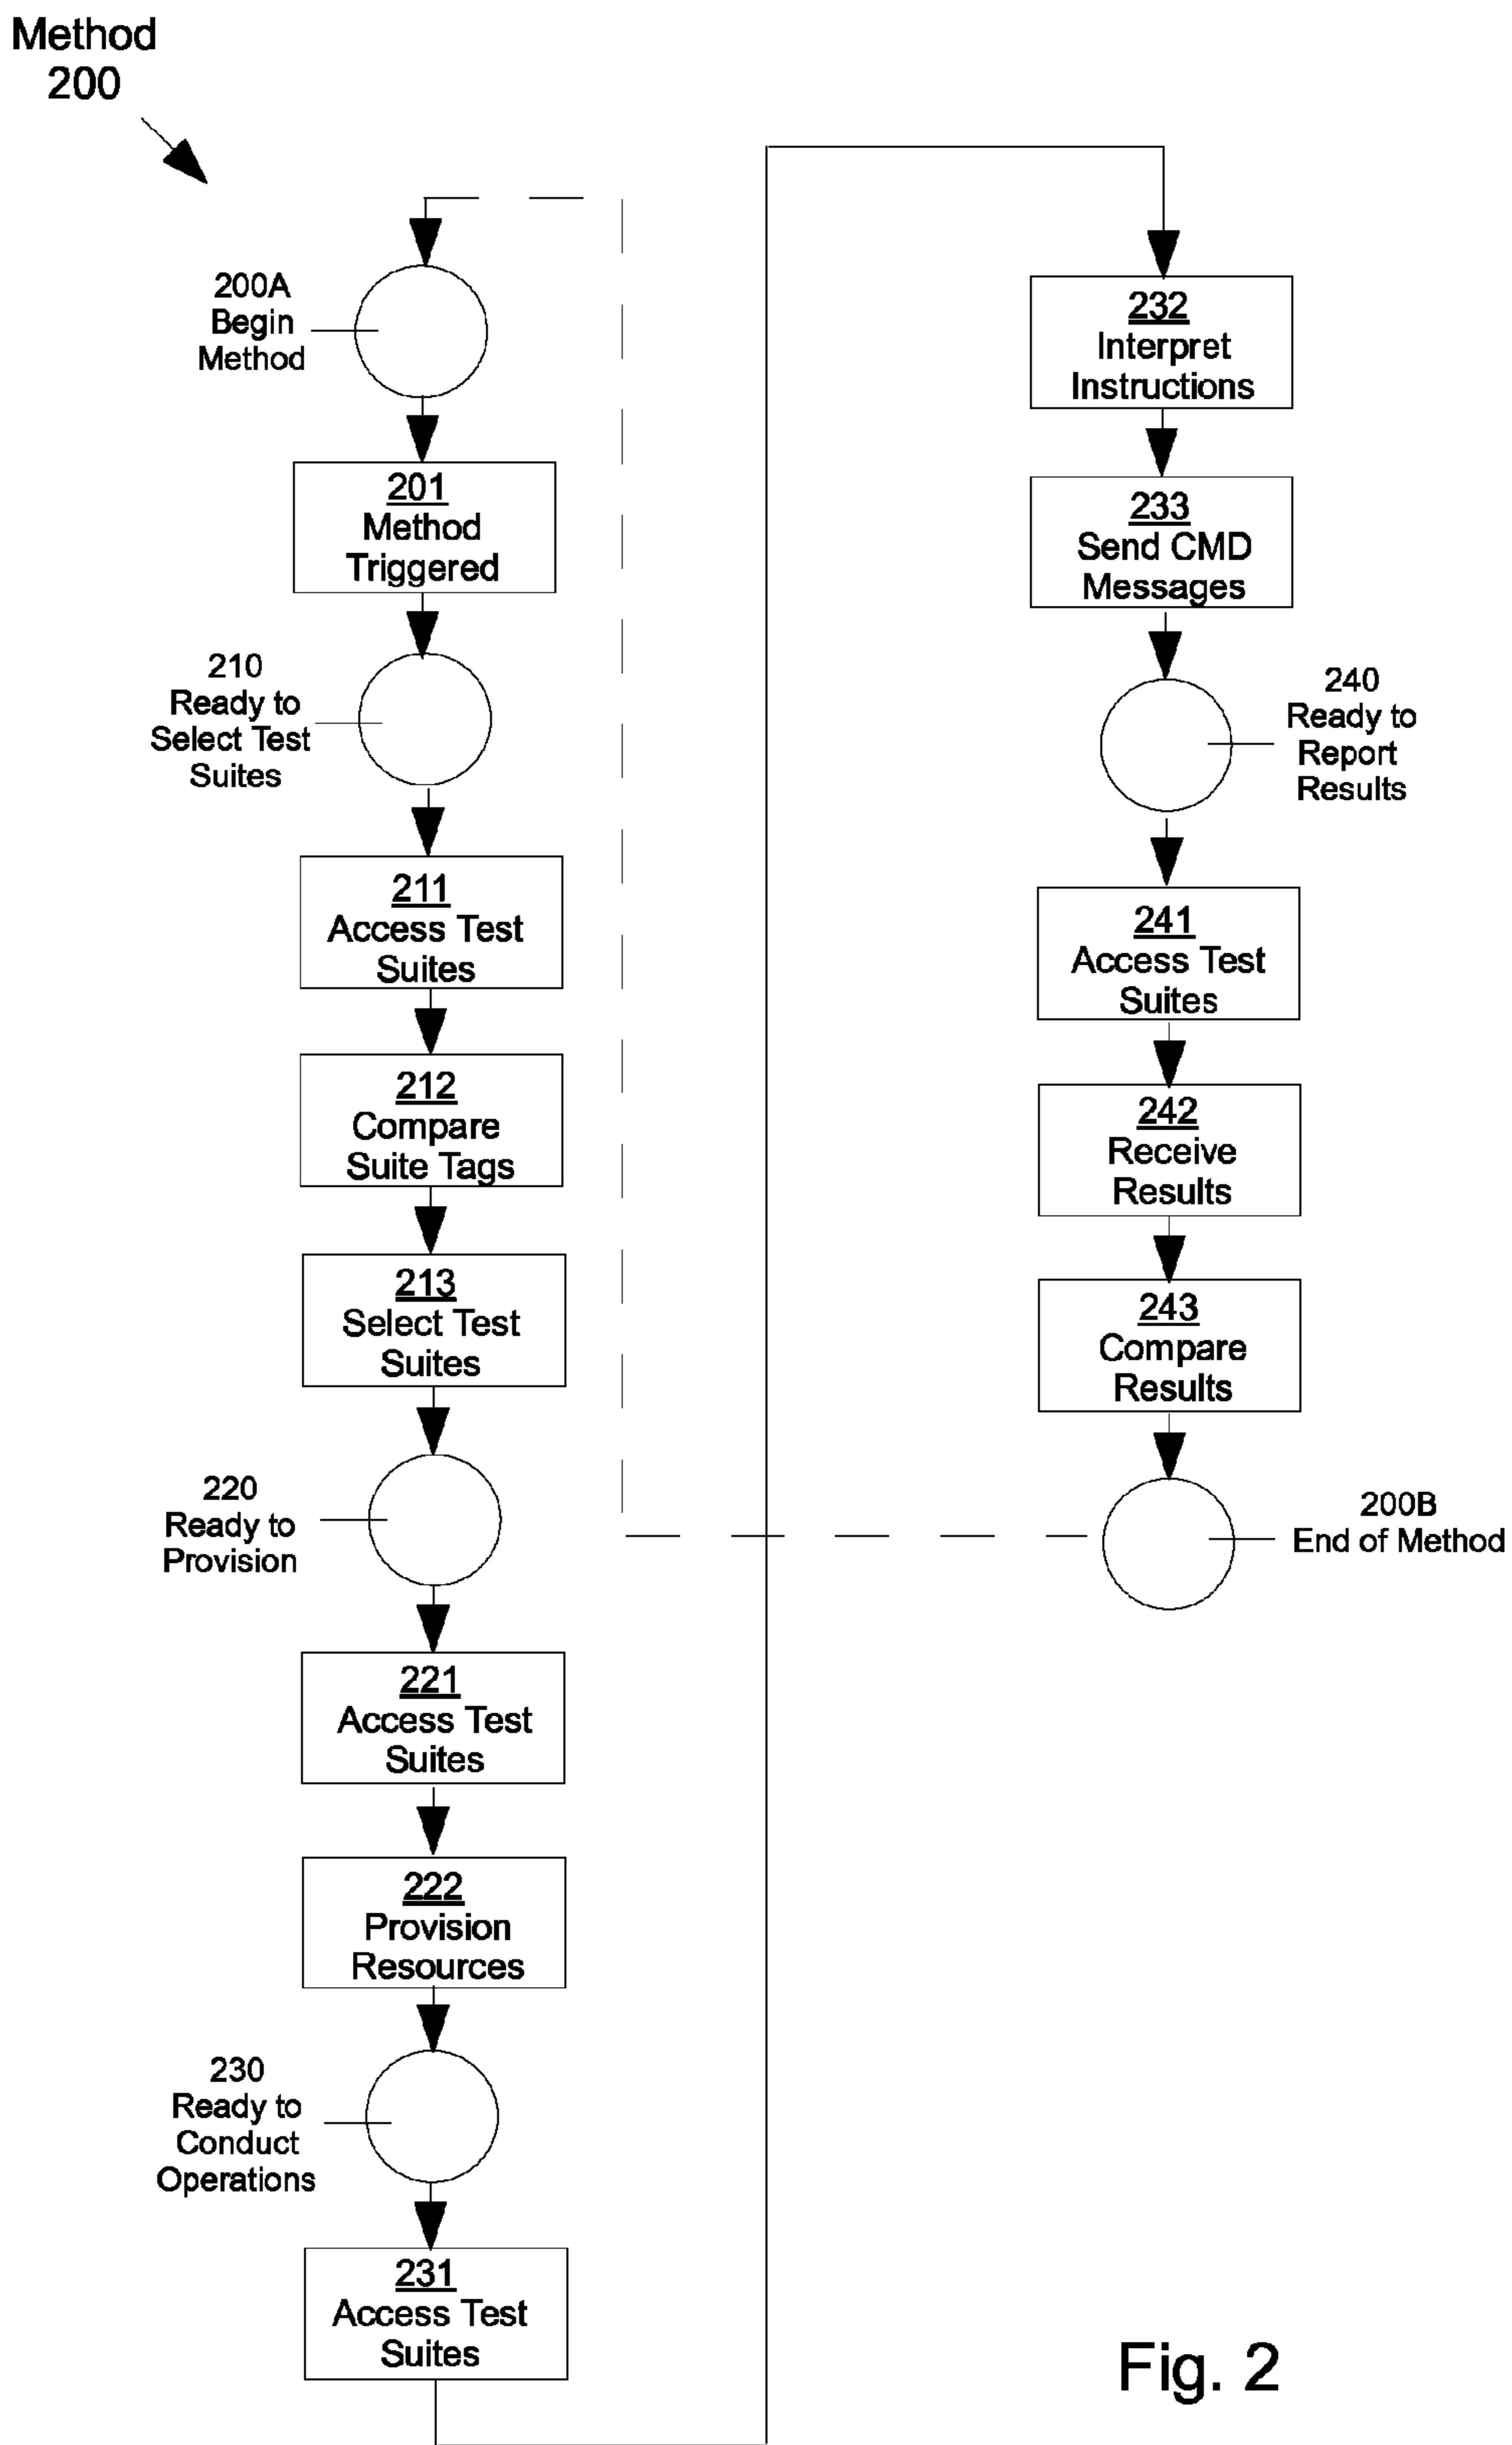 Method
200
200A
Begin
Method
201
Method
Triggered
210
Ready to
Select Test
Suites
211
Access Test
Suites
212
Compare
Suite Tags
213
Select Test
Suites
220
Ready to
Provision
221
Access Test
Suites
222
Provision
Resources
230
Ready to
Conduct
Operations
231
Access Test
Suites
232
Interpret
Instructions
233
Send CMD
Messages
240
Ready to
Report
Results
241
Access Test
Suites
242
Receive
Results
243
Compare
Results
200B
End of Method
Fig. 2